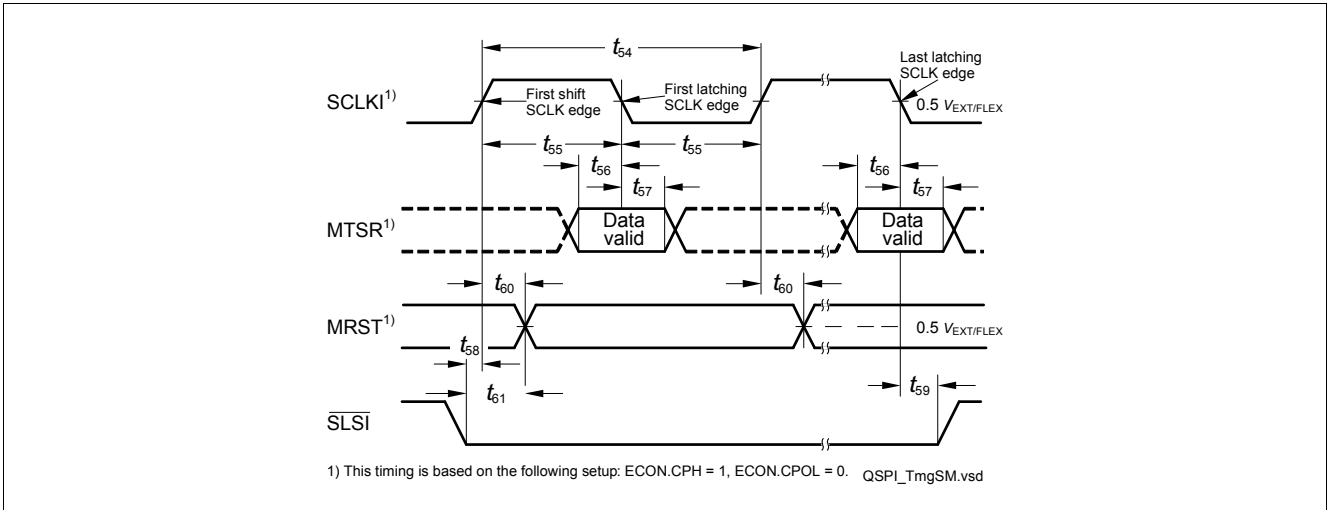 t54
Last latching
SCLK edge
SCLKI1)
First shift
SCLK edge
First latching
SCLK edge
0.5 VEXT/FLEX
t55
t55
t56
t56
t57
t57
MTSR1)
Data
valid
Data
valid
t60
t60
MRST1)
0.5 VEXT/FLEX
t58
t61
t59
SLSI
1) This timing is based on the following setup: ECON.CPH = 1, ECON.CPOL = 0.
QSPI_TmgSM.vsd